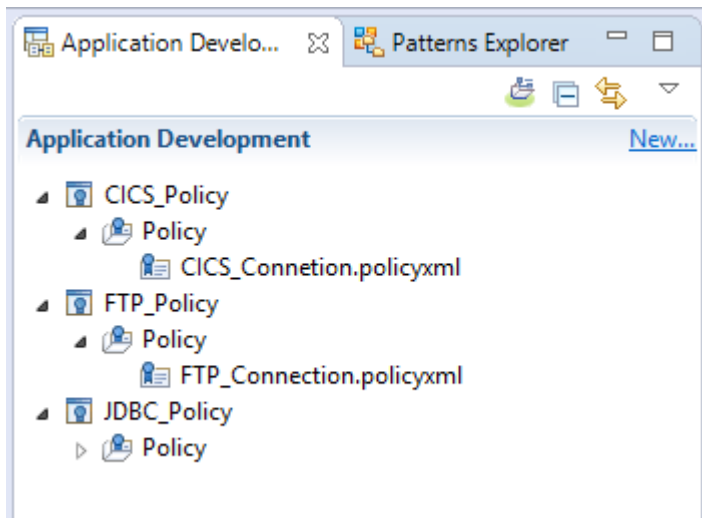 Application Develo... Patterns Explorer
Application Development New...
CICS_Policy
Policy
CICS_Connetion.policyxml
FTP_Policy
Policy
FTP_Connection.policyxml
JDBC_Policy
Policy